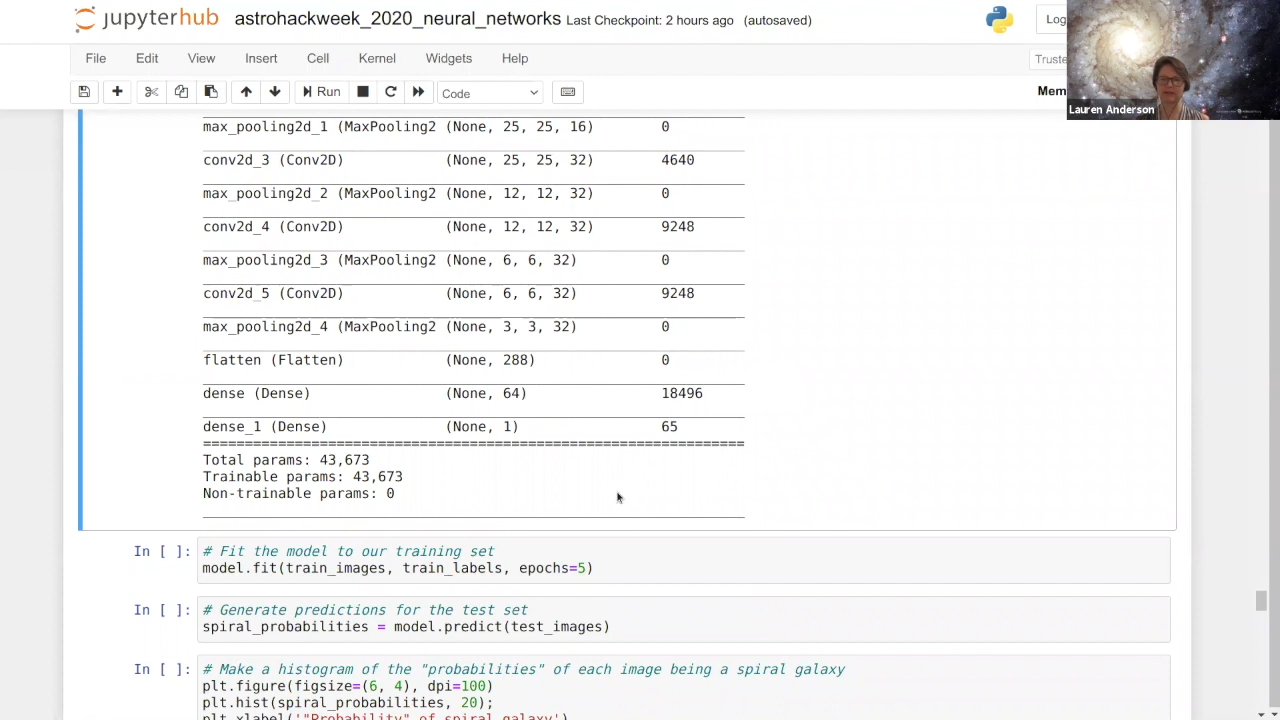 jupyterhub astrohackweek_2020_neural_networks Last Checkpoint: 2 hours ago (autosaved) Log
File Edit View Insert Cell Kernel Widgets Help Truste
Run Code Mem
Lauren Anderson
max_pooling2d_1 (MaxPooling2 (None, 25, 25, 16) 0
conv2d_3 (Conv2D) (None, 25, 25, 32) 4640
max_pooling2d_2 (MaxPooling2 (None, 12, 12, 32) 0
conv2d_4 (Conv2D) (None, 12, 12, 32) 9248
max_pooling2d_3 (MaxPooling2 (None, 6, 6, 32) 0
conv2d_5 (Conv2D) (None, 6, 6, 32) 9248
max_pooling2d_4 (MaxPooling2 (None, 3, 3, 32) 0
flatten (Flatten) (None, 288) 0
dense (Dense) (None, 64) 18496
dense_1 (Dense) (None, 1) 65
=================================================================
Total params: 43,673
Trainable params: 43,673
Non-trainable params: 0
In [ ]: # Fit the model to our training set
model.fit(train_images, train_labels, epochs=5)
In [ ]: # Generate predictions for the test set
spiral_probabilities = model.predict(test_images)
In [ ]: # Make a histogram of the "probabilities" of each image being a spiral galaxy
plt.figure(figsize=(6, 4), dpi=100)
plt.hist(spiral_probabilities, 20);
plt.xlabel('"Probability" of spiral galaxy')